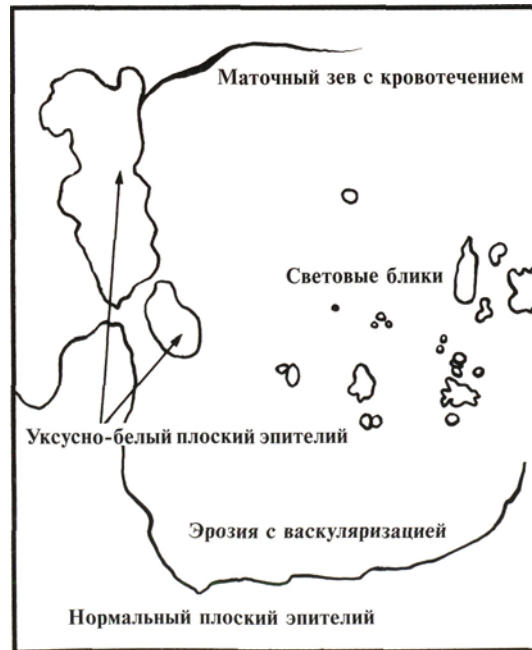 Маточный зев с кровотечением
Световые блики
Уксусно-белый плоский эпителий
Эрозия с васкуляризацией
Нормальный плоский эпителий